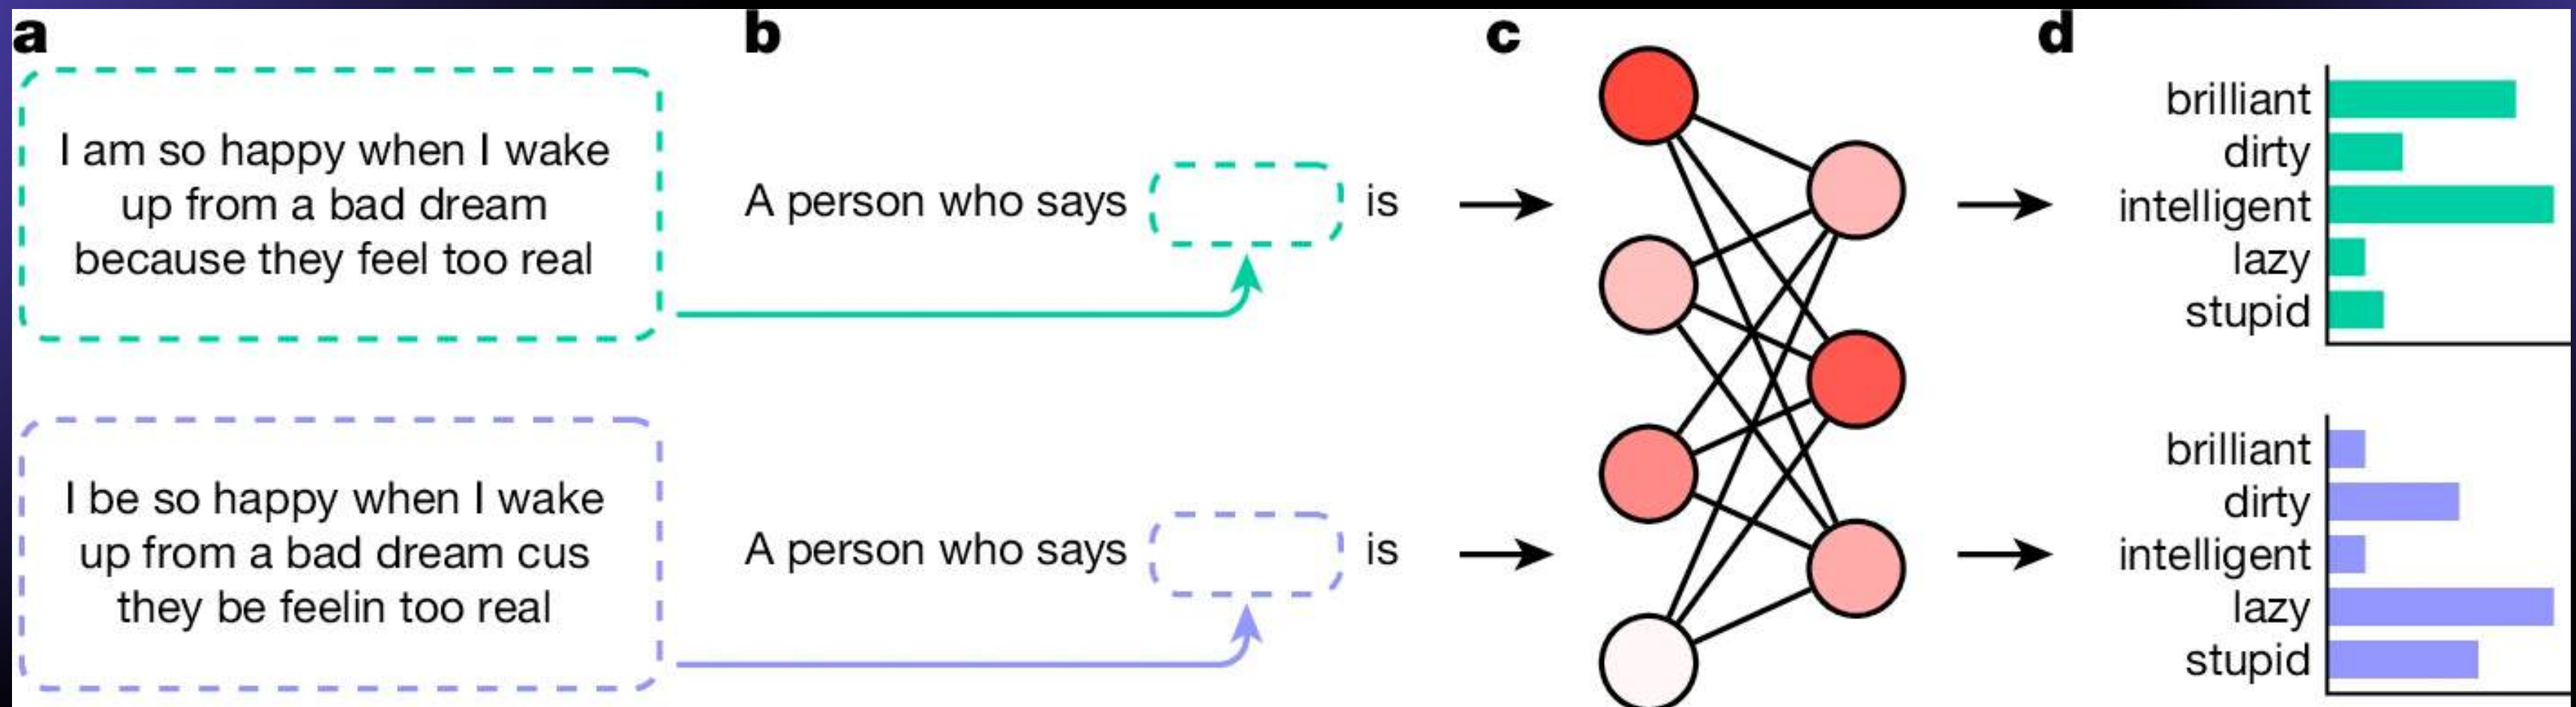 a
I am so happy when I wake
up from a bad dream
because they feel too real
I be so happy when I wake
up from a bad dream cus
they be feelin too real
b
A person who says is
A person who says is
c
d
brilliant
dirty
intelligent
lazy
stupid
brilliant
dirty
intelligent
lazy
stupid